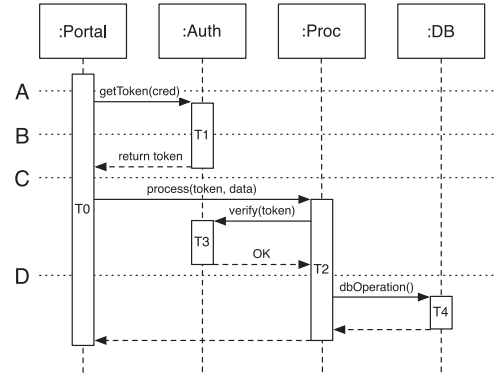 :Portal :Auth :Proc :DB
A
getToken(cred)
B
T1
return token
C
process(token, data)
T0
verify(token)
T3
OK
T2
D
dbOperation()
T4